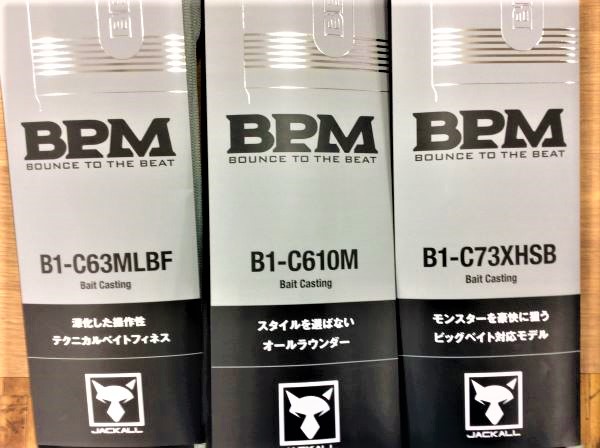 BPM
BOUNCE TO THE BEAT
B1-C63MLBF
Bait Casting
深化した操作性
テクニカルベイトフィネス
JACKALL
BPM
BOUNCE TO THE BEAT
B1-C610M
Bait Casting
スタイルを選ばない
オールラウンダー
JACKALL
BPM
BOUNCE TO THE BEAT
B1-C73XHSB
Bait Casting
モンスターを豪快に狙う
ビッグベイト対応モデル
JACKALL